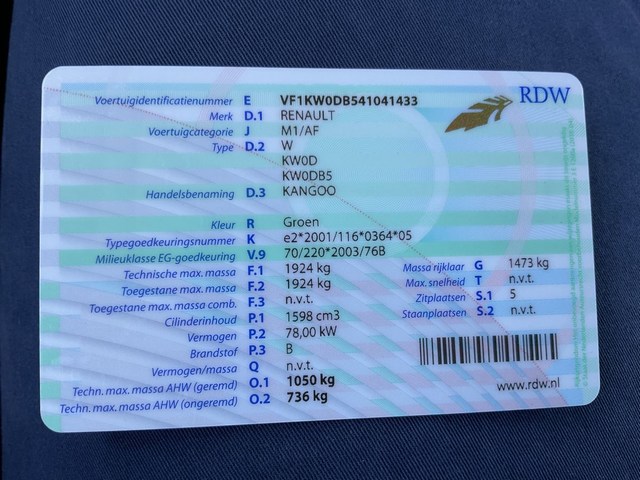 RDW
Voertuigidentificatienummer E VF1KW0DB541041433
Merk D.1 RENAULT
Voertuigcategorie J M1/AF
Type D.2 W
KW0D
KW0DB5
Handelsbenaming D.3 KANGOO
Kleur R Groen
Typegoedkeuringsnummer K e2*2001/116*0364*05
Milieuklasse EG-goedkeuring V.9 70/220*2003/76B
Technische max. massa F.1 1924 kg
Toegestane max. massa F.2 1924 kg
Toegestane max. massa comb. F.3 n.v.t.
Cilinderinhoud P.1 1598 cm3
Vermogen P.2 78,00 kW
Brandstof P.3 B
Vermogen/massa Q n.v.t.
Techn. max. massa AHW (geremd) O.1 1050 kg
Techn. max. massa AHW (ongeremd) O.2 736 kg
Massa rijklaar G 1473 kg
Max. snelheid T n.v.t.
Zitplaatsen S.1 5
Staanplaatsen S.2 n.v.t.
www.rdw.nl